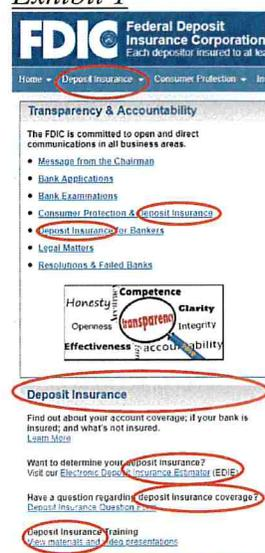 Exhibit 1
FDIC
Federal Deposit
Insurance Corporation
Each depositor insured to at lea
Home Deposit Insurance Consumer Protection In
Transparency & Accountability
The FDIC is committed to open and direct
communications in all business areas.
• Message from the Chairman
• Bank Applications
• Bank Examinations
• Consumer Protection & Deposit Insurance
• Deposit Insurance for Bankers
• Legal Matters
• Resolutions & Failed Banks
Competence
Honesty
Insured
Clarity
Openness
transparency
Integrity
Effectiveness
accountability
Deposit Insurance
Find out about your account coverage; if your bank is
insured; and what's not insured.
Learn More
Want to determine your deposit insurance?
Visit our Electronic Deposit Insurance Estimator (EDIE)
Have a question regarding deposit insurance coverage?
Deposit Insurance Question Form
Deposit Insurance Training
View materials and video presentations